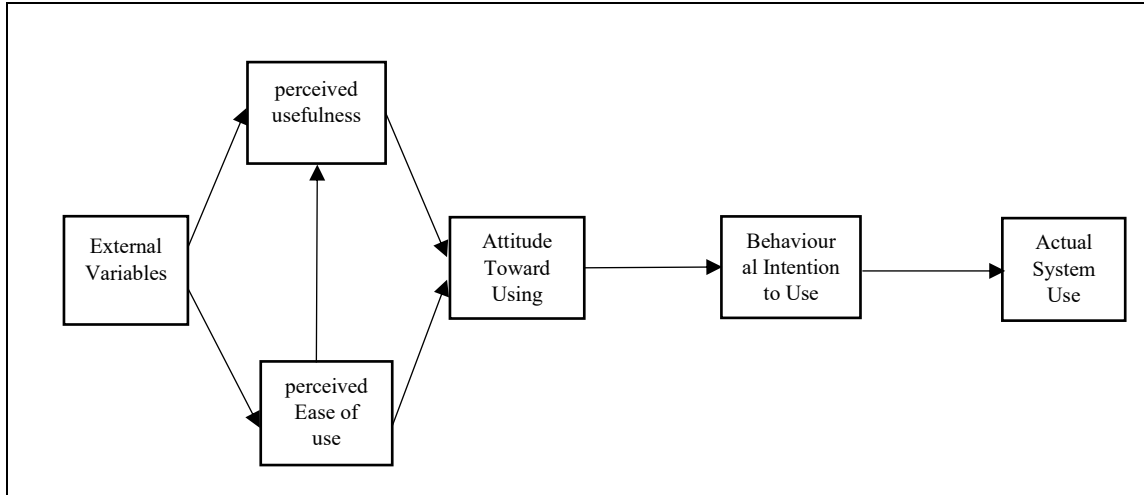 perceived
usefulness
External
Variables
perceived
Ease of
use
Attitude
Toward
Using
Behaviour
al Intention
to Use
Actual
System
Use